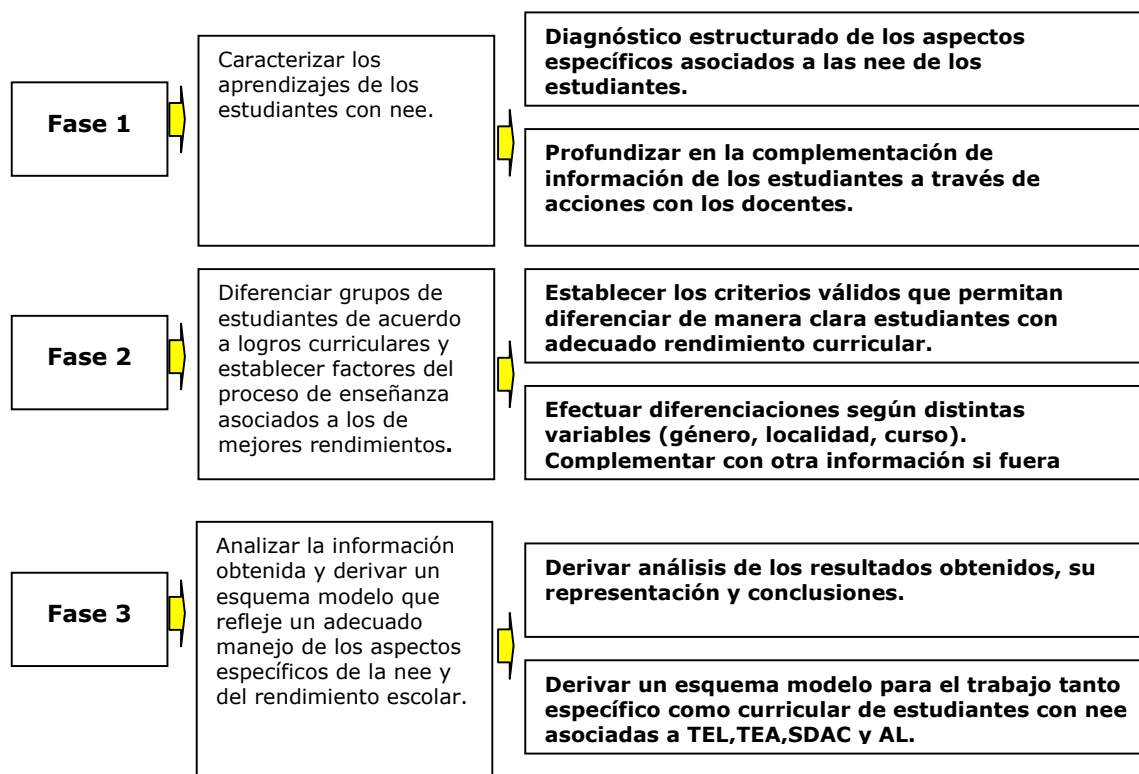 Fase 1
Caracterizar los
aprendizajes de los
estudiantes con nee.
Diagnóstico estructurado de los aspectos
específicos asociados a las nee de los
estudiantes.
Profundizar en la complementación de
información de los estudiantes a través de
acciones con los docentes.
Fase 2
Diferenciar grupos de
estudiantes de acuerdo
a logros curriculares y
establecer factores del
proceso de enseñanza
asociados a los de
mejores rendimientos.
Establecer los criterios válidos que permitan
diferenciar de manera clara estudiantes con
adecuado rendimiento curricular.
Efectuar diferenciaciones según distintas
variables (género, localidad, curso).
Complementar con otra información si fuera
Fase 3
Analizar la información
obtenida y derivar un
esquema modelo que
refleje un adecuado
manejo de los aspectos
específicos de la nee y
del rendimiento escolar.
Derivar análisis de los resultados obtenidos, su
representación y conclusiones.
Derivar un esquema modelo para el trabajo tanto
específico como curricular de estudiantes con nee
asociadas a TEL,TEA,SDAC y AL.